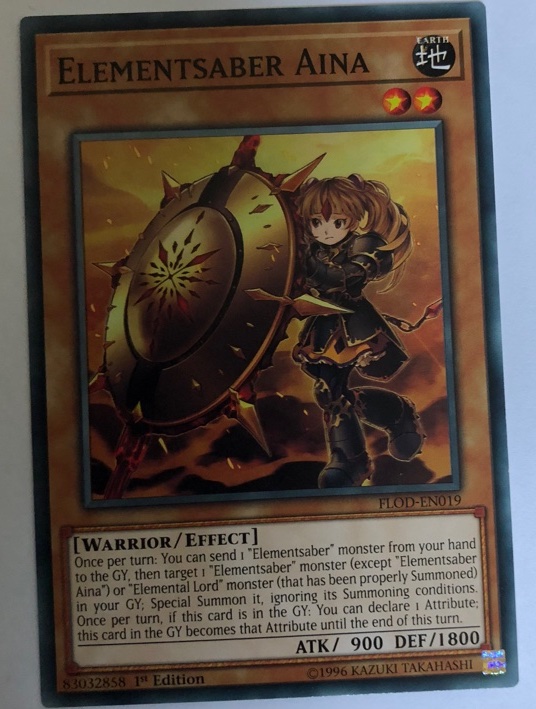 ELEMENTSABER AINA
EARTH
地
FLOD-EN019
[WARRIOR/EFFECT]
Once per turn: You can send 1 "Elementsaber" monster from your hand
to the GY, then target 1 "Elementsaber" monster (except "Elementsaber
Aina") or "Elemental Lord" monster (that has been properly Summoned)
in your GY; Special Summon it, ignoring its Summoning conditions.
Once per turn, if this card is in the GY: You can declare 1 Attribute;
this card in the GY becomes that Attribute until the end of this turn.
ATK/ 900 DEF/1800
83032858 1st Edition ©1996 KAZUKI TAKAHASHI